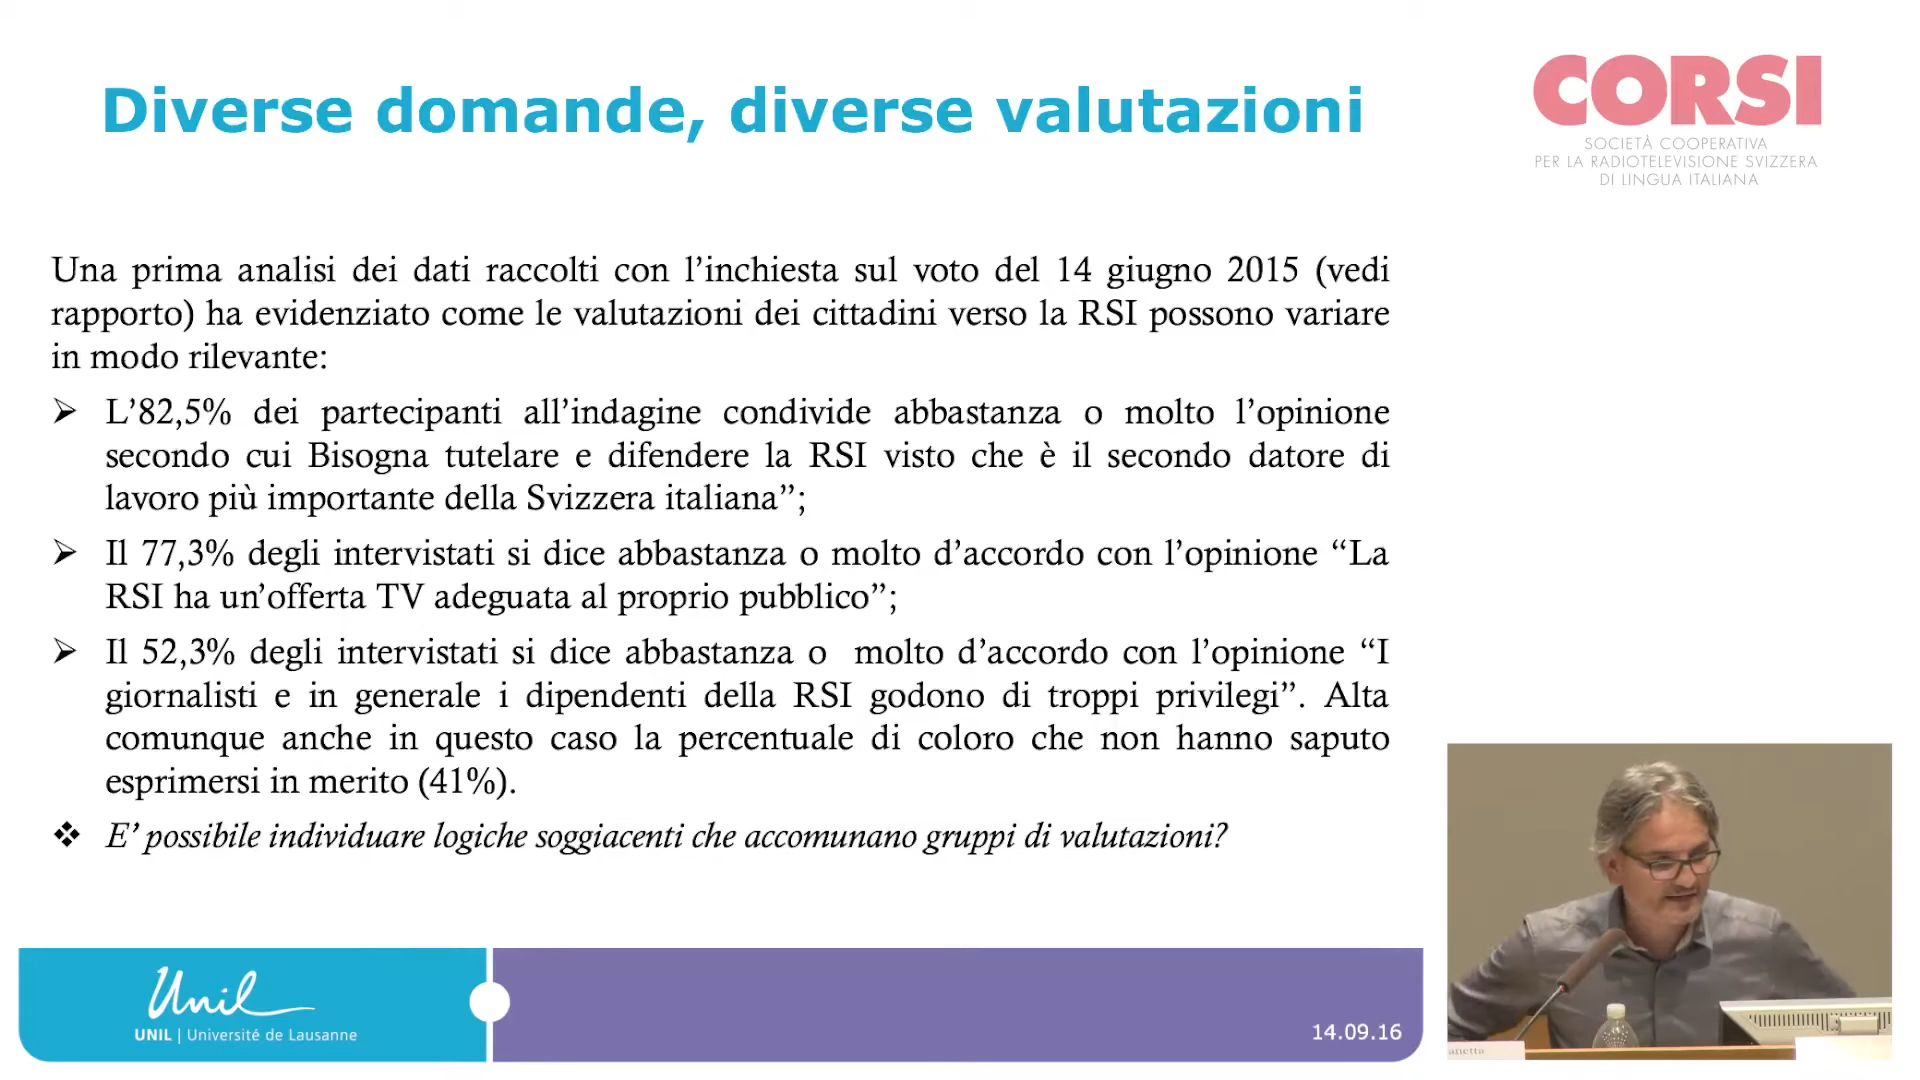 Diverse domande, diverse valutazioni
CORSI
SOCIETÀ COOPERATIVA
PER LA RADIOTELEVISIONE SVIZZERA
DI LINGUA ITALIANA
Una prima analisi dei dati raccolti con l’inchiesta sul voto del 14 giugno 2015 (vedi
rapporto) ha evidenziato come le valutazioni dei cittadini verso la RSI possono variare
in modo rilevante:
➢ L’82,5% dei partecipanti all’indagine condivide abbastanza o molto l’opinione
secondo cui Bisogna tutelare e difendere la RSI visto che è il secondo datore di
lavoro più importante della Svizzera italiana”;
➢ Il 77,3% degli intervistati si dice abbastanza o molto d’accordo con l’opinione “La
RSI ha un’offerta TV adeguata al proprio pubblico”;
➢ Il 52,3% degli intervistati si dice abbastanza o molto d’accordo con l’opinione “I
giornalisti e in generale i dipendenti della RSI godono di troppi privilegi”. Alta
comunque anche in questo caso la percentuale di coloro che non hanno saputo
esprimersi in merito (41%).
❖ E’ possibile individuare logiche soggiacenti che accomunano gruppi di valutazioni?
Unil
UNIL | Université de Lausanne
14.09.16